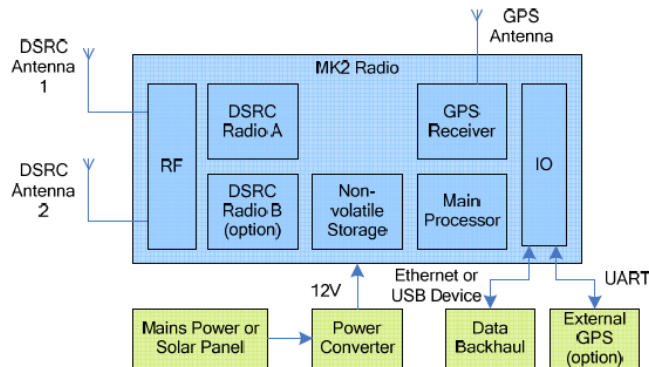 GPS
Antenna
DSRC
Antenna
1
MK2 Radio
DSRC
Radio A
GPS
Receiver
RF
IO
DSRC
Antenna
2
DSRC
Radio B
(option)
Non-
volatile
Storage
Main
Processor
Ethernet or
USB Device
UART
12V
Mains Power or
Solar Panel
Power
Converter
Data
Backhaul
External
GPS
(option)